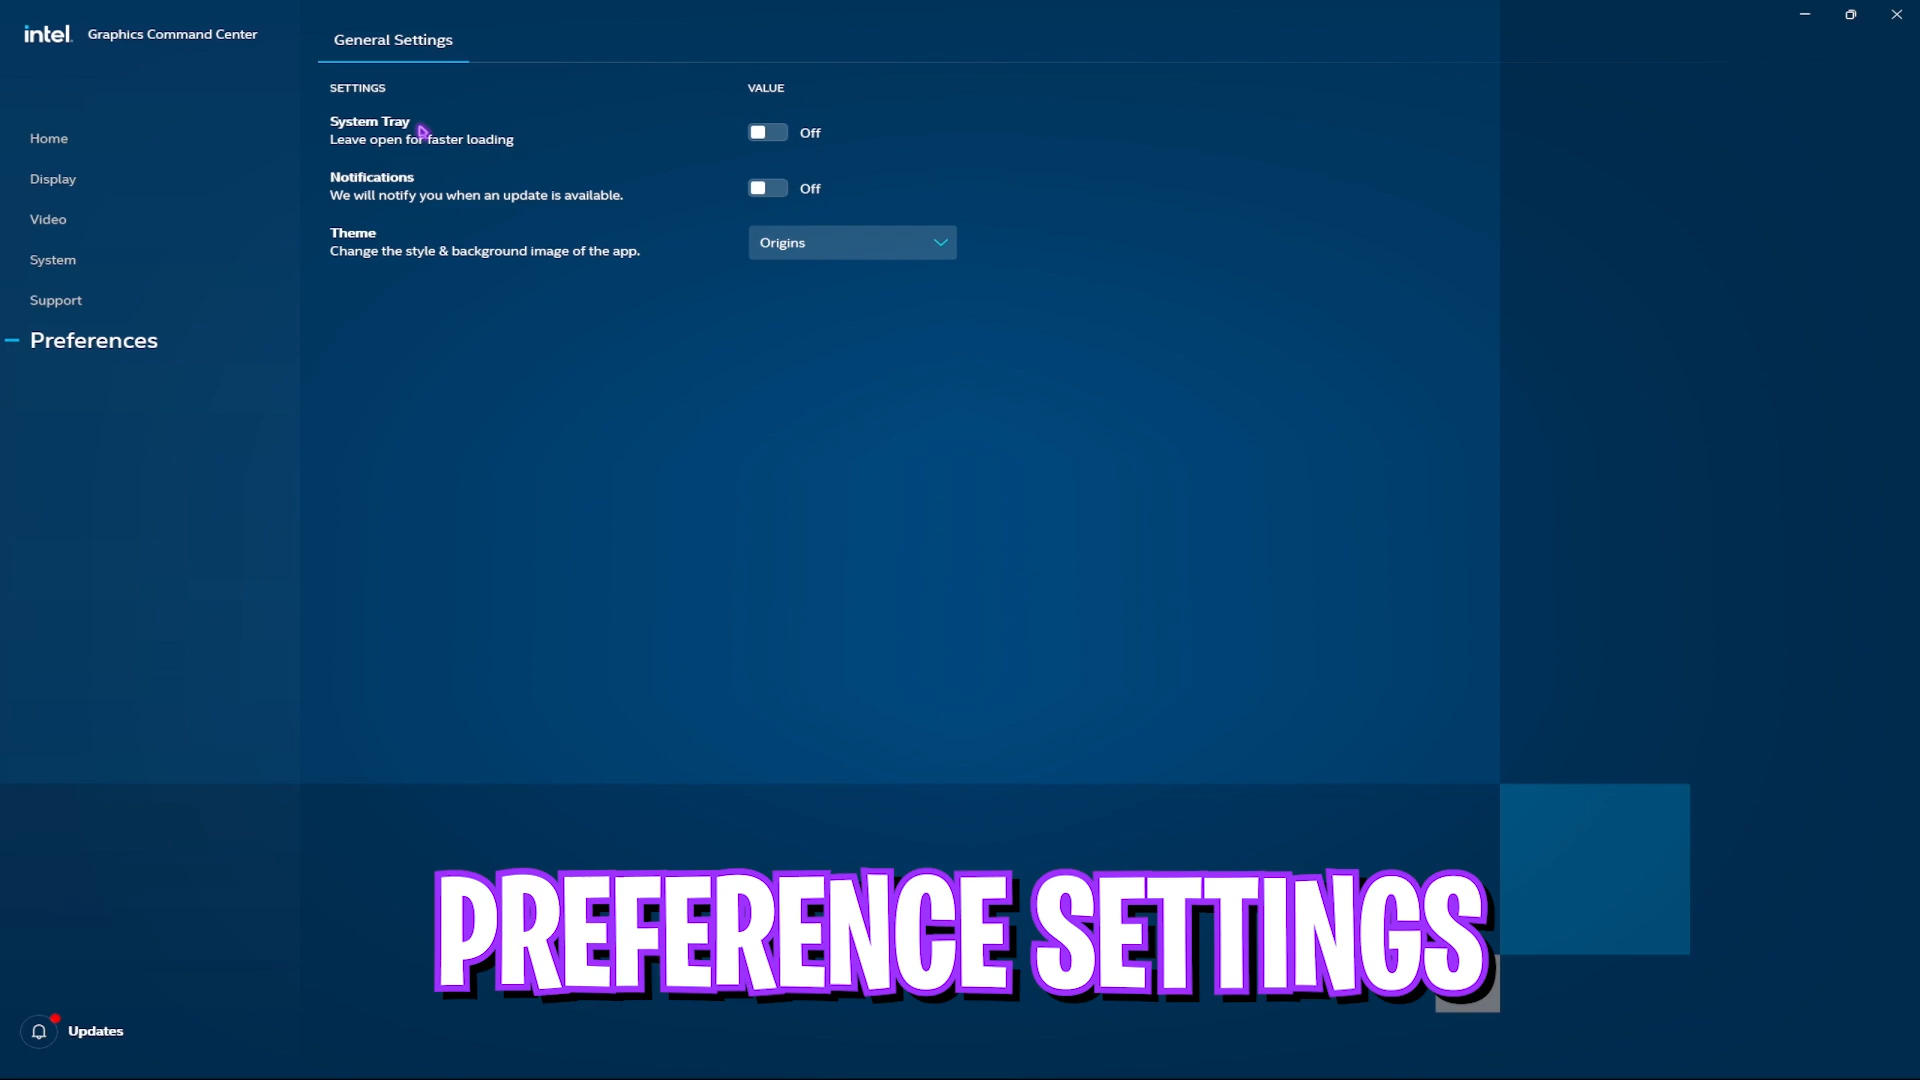 intel. Graphics Command Center
General Settings
SETTINGS VALUE
System Tray
Leave open for faster loading
Off
Notifications
We will notify you when an update is available.
Off
Theme
Change the style & background image of the app.
Origins
Home
Display
Video
System
Support
Preferences
PREFERENCE SETTINGS
Updates